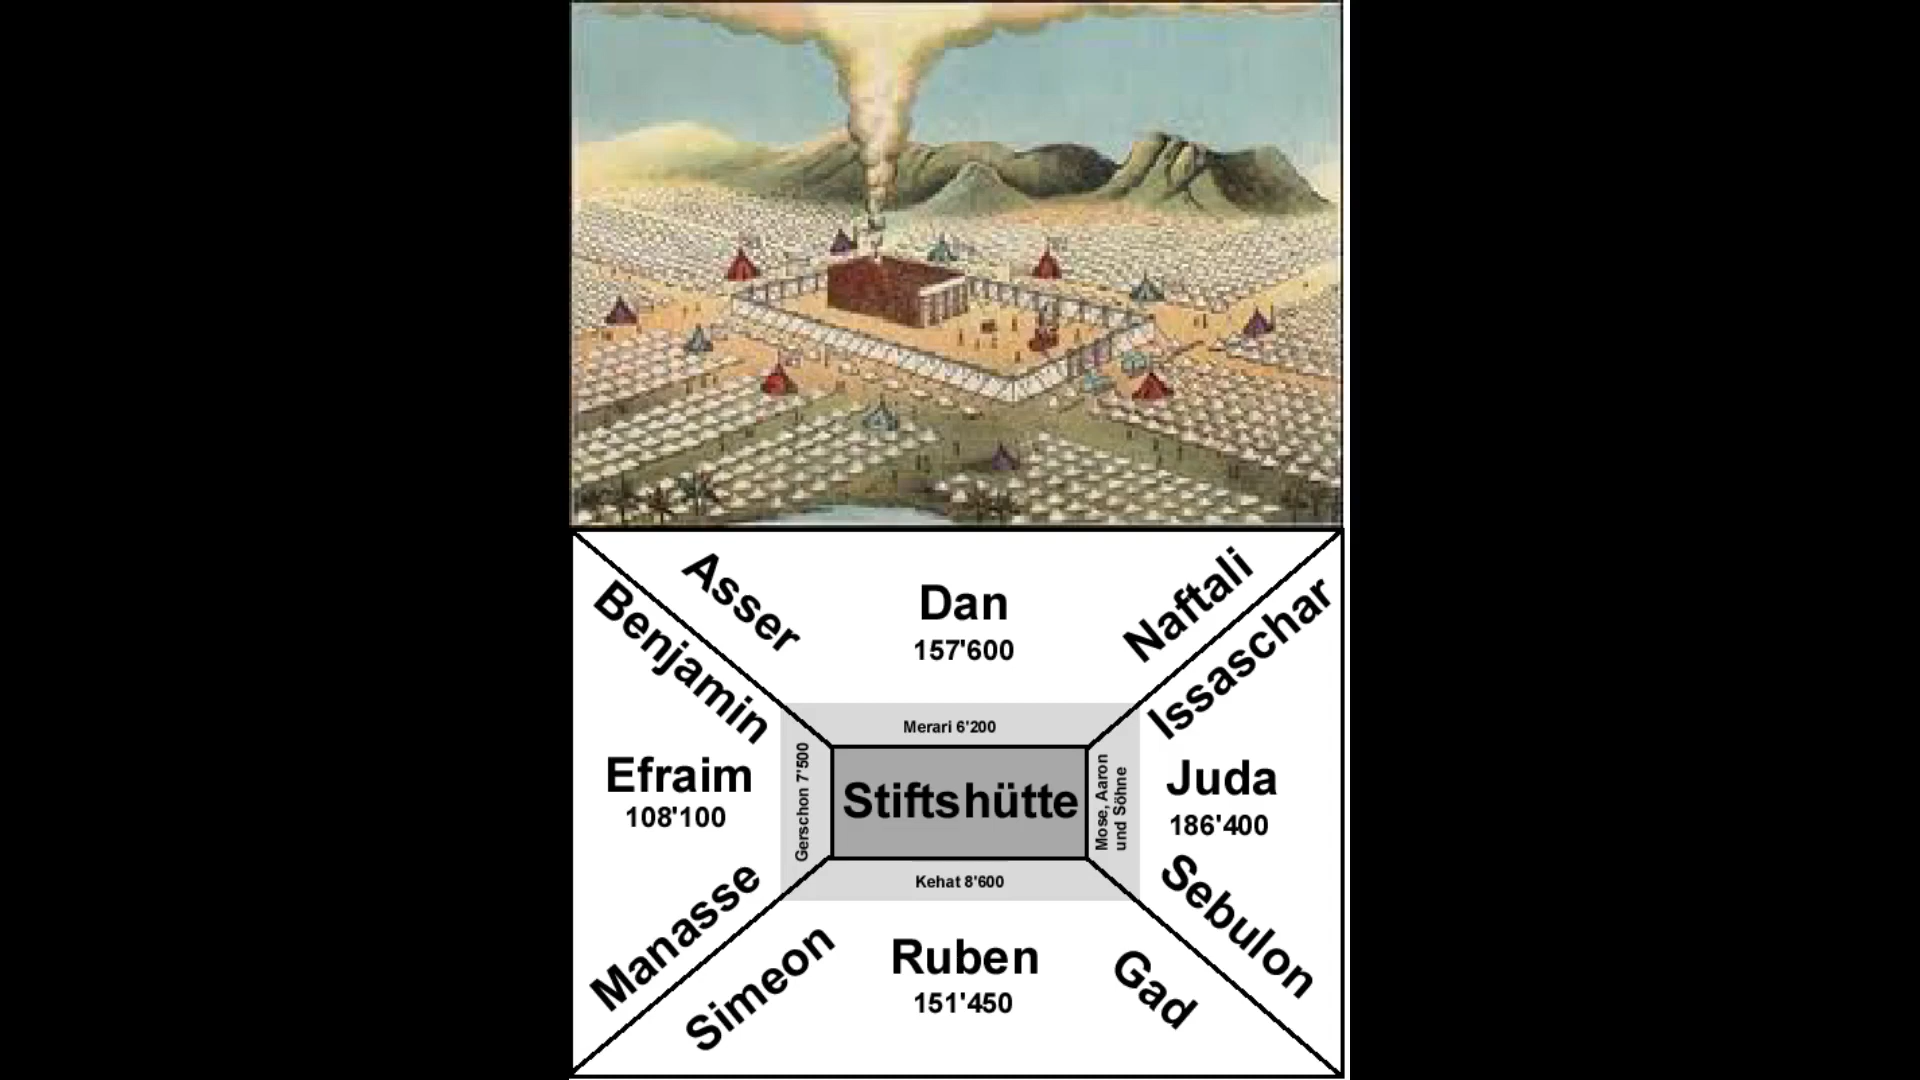 Asser
Dan
157'600
Naftali
Benjamin
Issaschar
Merari 6'200
Efraim
108'100
Gerschon 7'500
Stiftshütte
Mose, Aaron
und Söhne
Juda
186'400
Kehat 8'600
Manasse
Sebulon
Simeon
Ruben
151'450
Gad